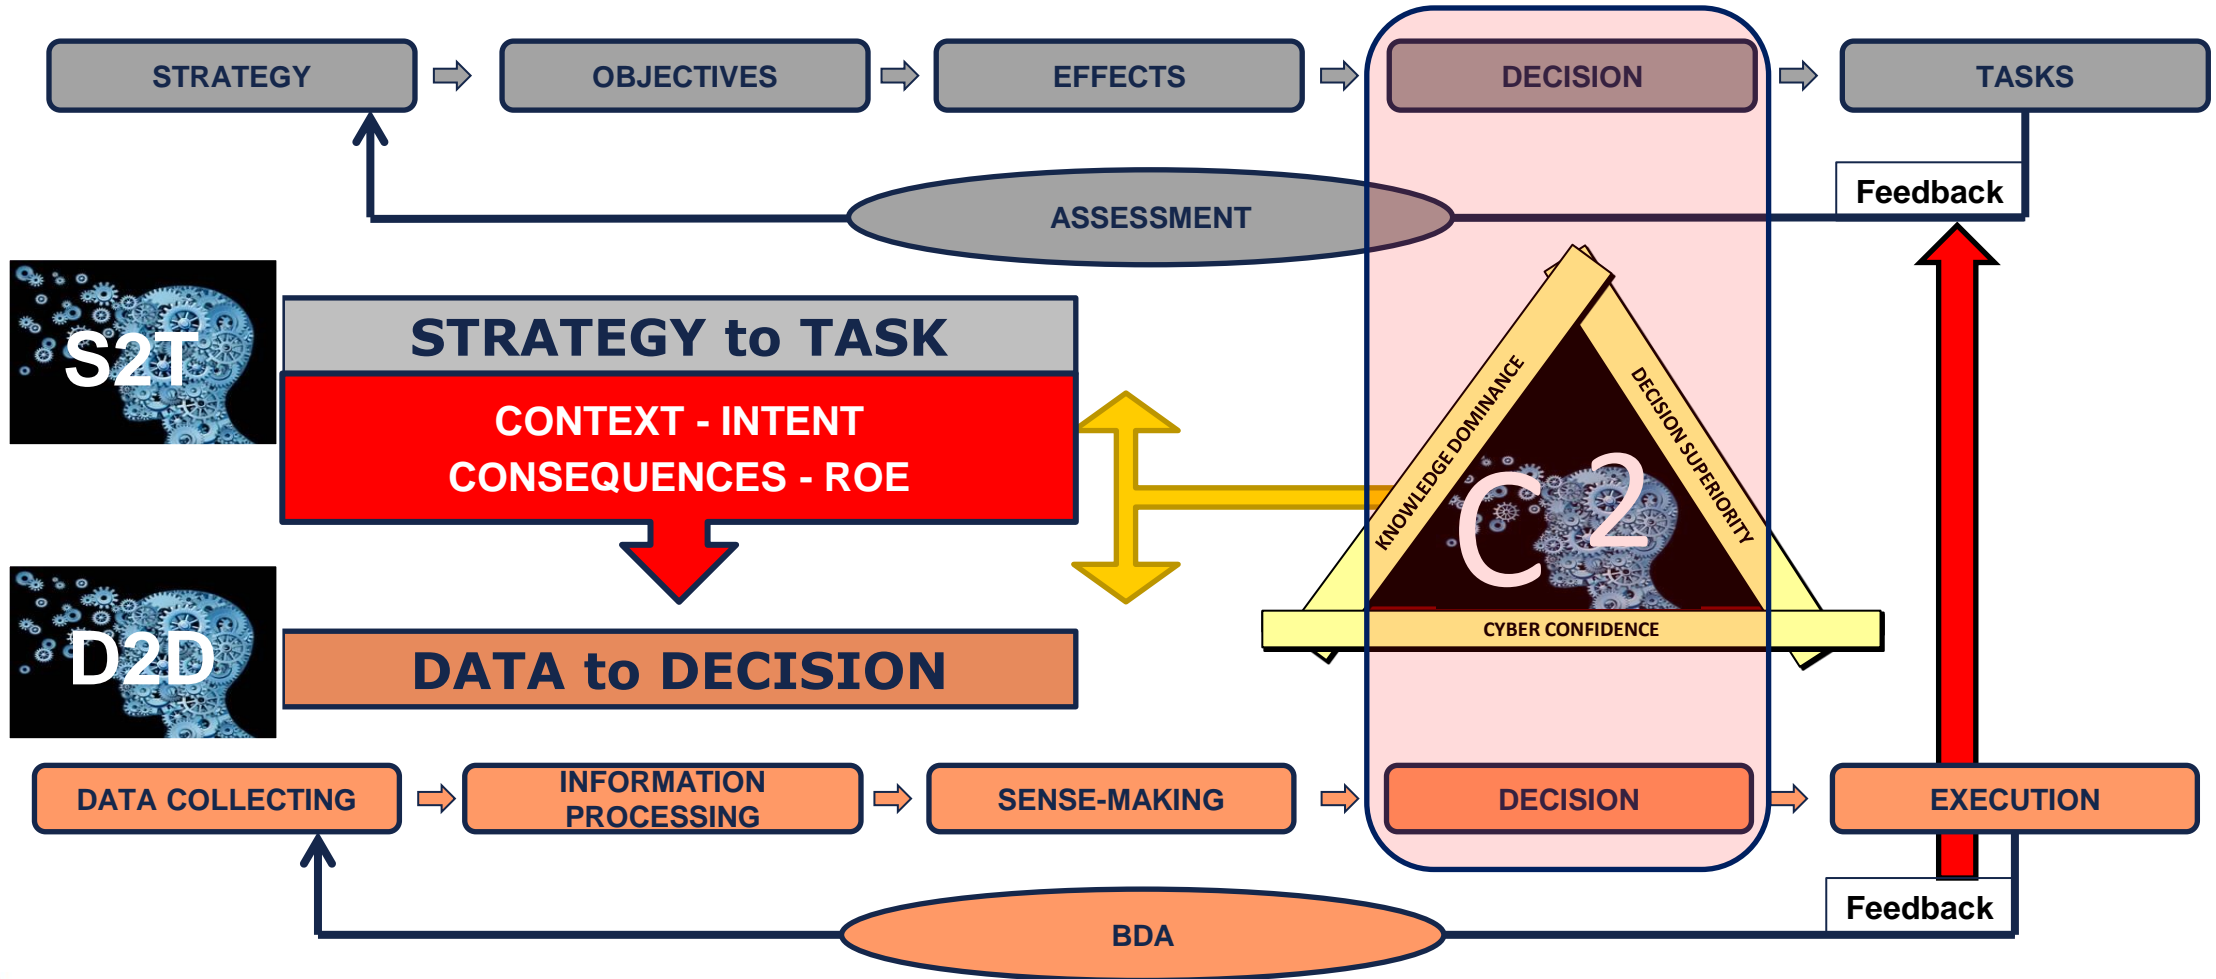 STRATEGY
OBJECTIVES
EFFECTS
DECISION
TASKS
Feedback
ASSESSMENT
S2T
STRATEGY to TASK
CONTEXT - INTENT
CONSEQUENCES - ROE
KNOWLEDGE DOMINANCE
DECISION SUPERIORITY
C2
CYBER CONFIDENCE
D2D
DATA to DECISION
DATA COLLECTING
INFORMATION
PROCESSING
SENSE-MAKING
DECISION
EXECUTION
Feedback
BDA